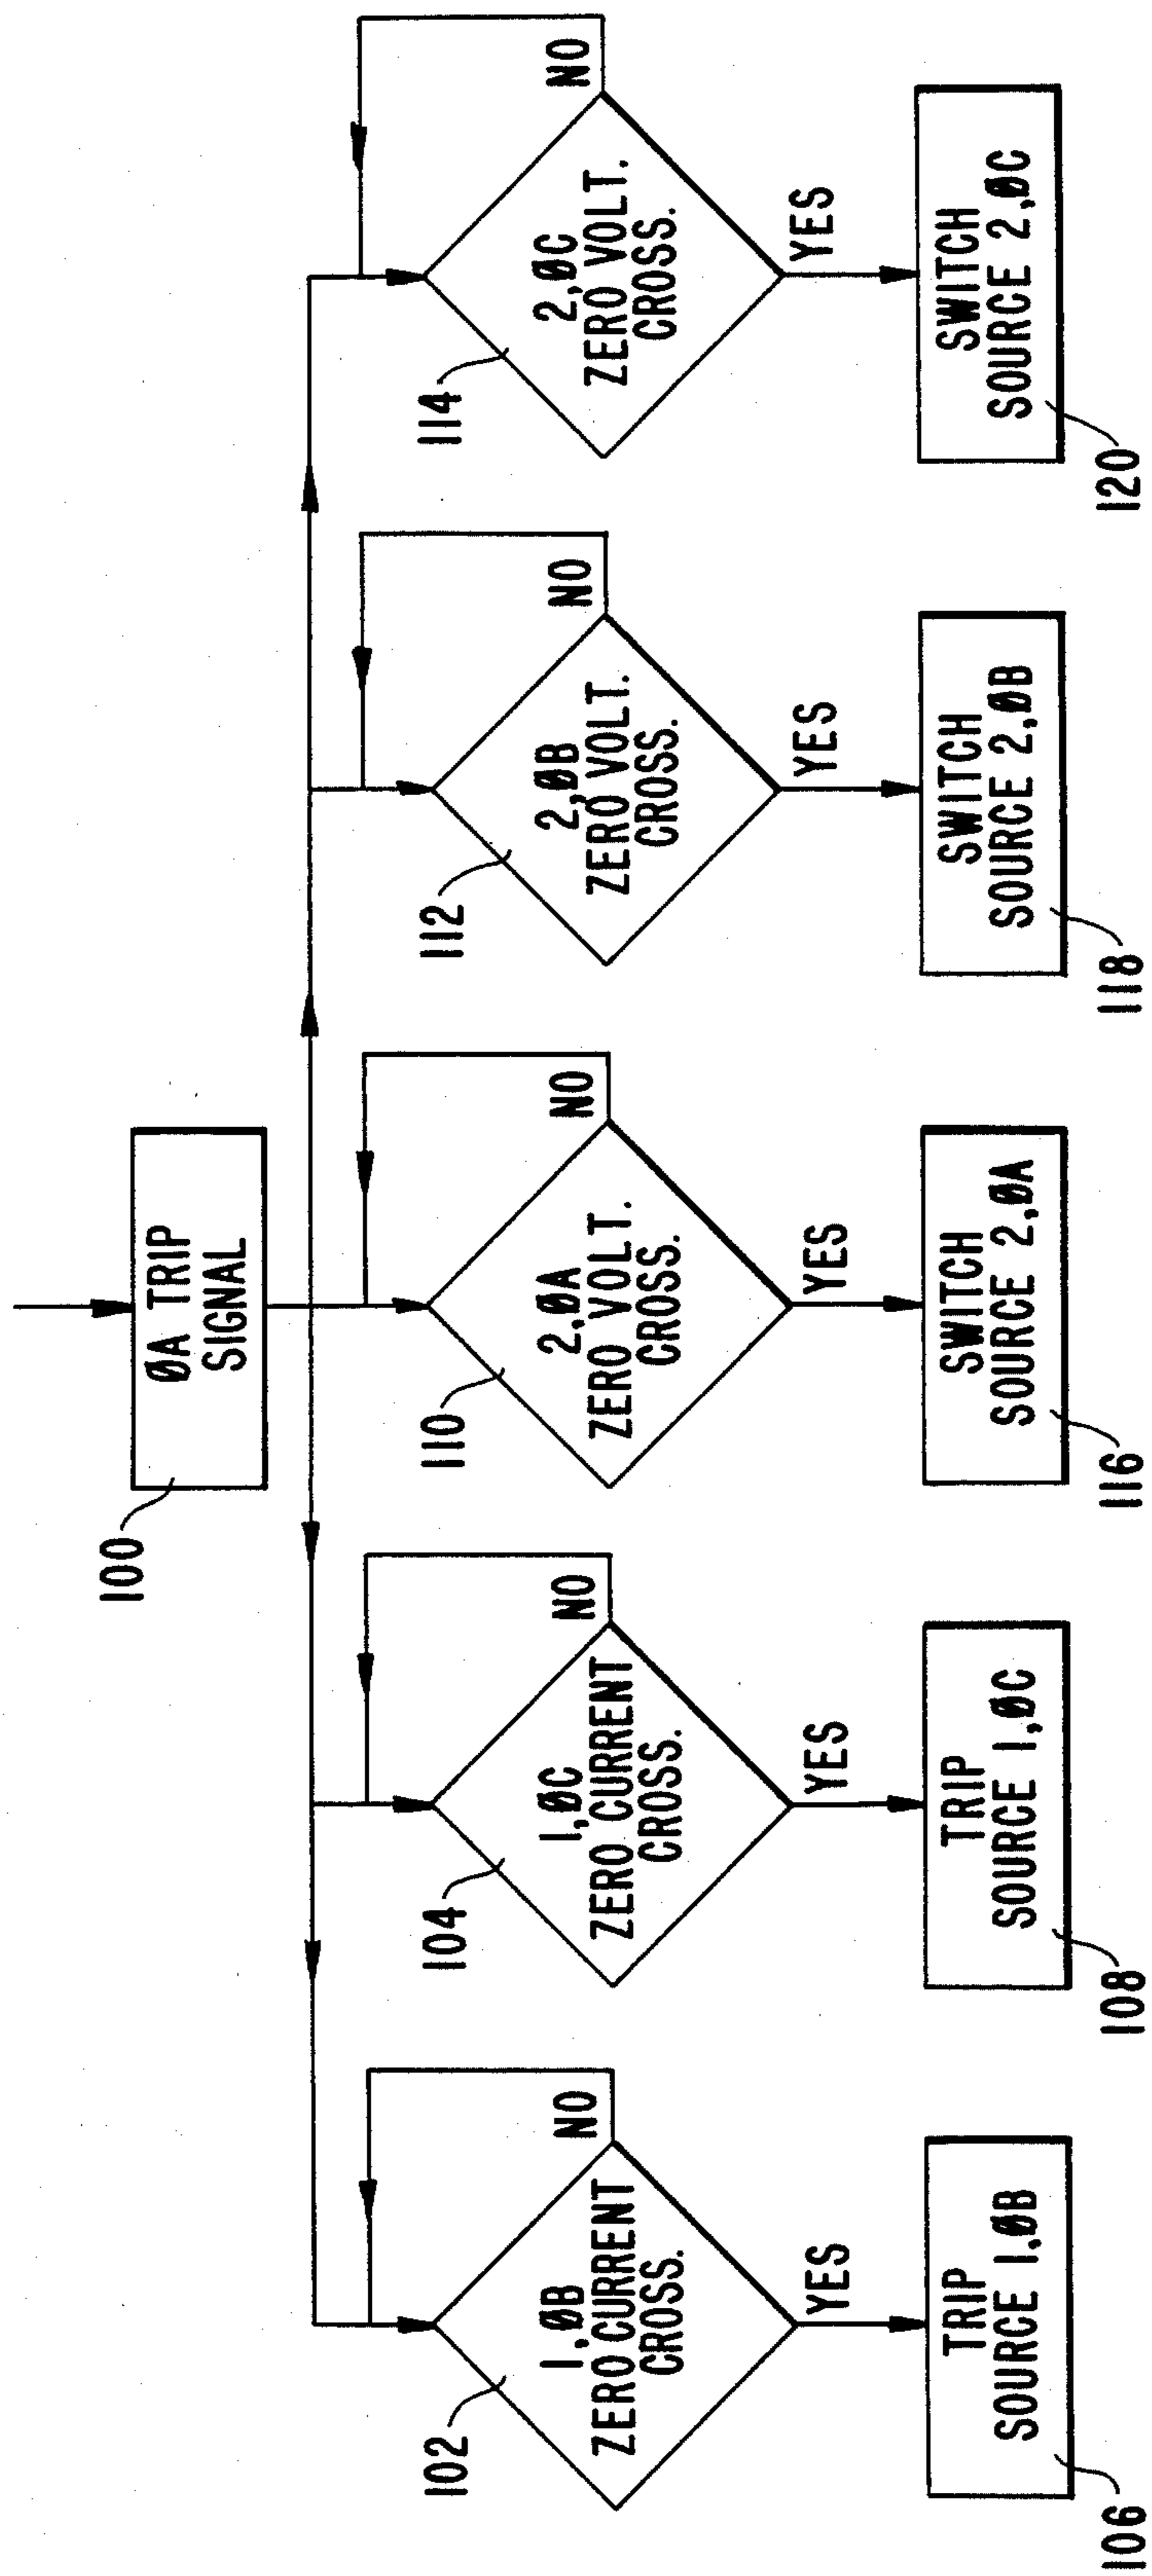 ØA TRIP
SIGNAL
100
1,ØB
ZERO CURRENT
CROSS.
NO
YES
102
TRIP
SOURCE 1,ØB
106
1,ØC
ZERO CURRENT
CROSS.
NO
YES
104
TRIP
SOURCE 1,ØC
108
2,ØA
ZERO VOLT.
CROSS.
NO
YES
110
SWITCH
SOURCE 2,ØA
116
2,ØB
ZERO VOLT.
CROSS.
NO
YES
112
SWITCH
SOURCE 2,ØB
118
2,ØC
ZERO VOLT.
CROSS.
NO
YES
114
SWITCH
SOURCE 2,ØC
120